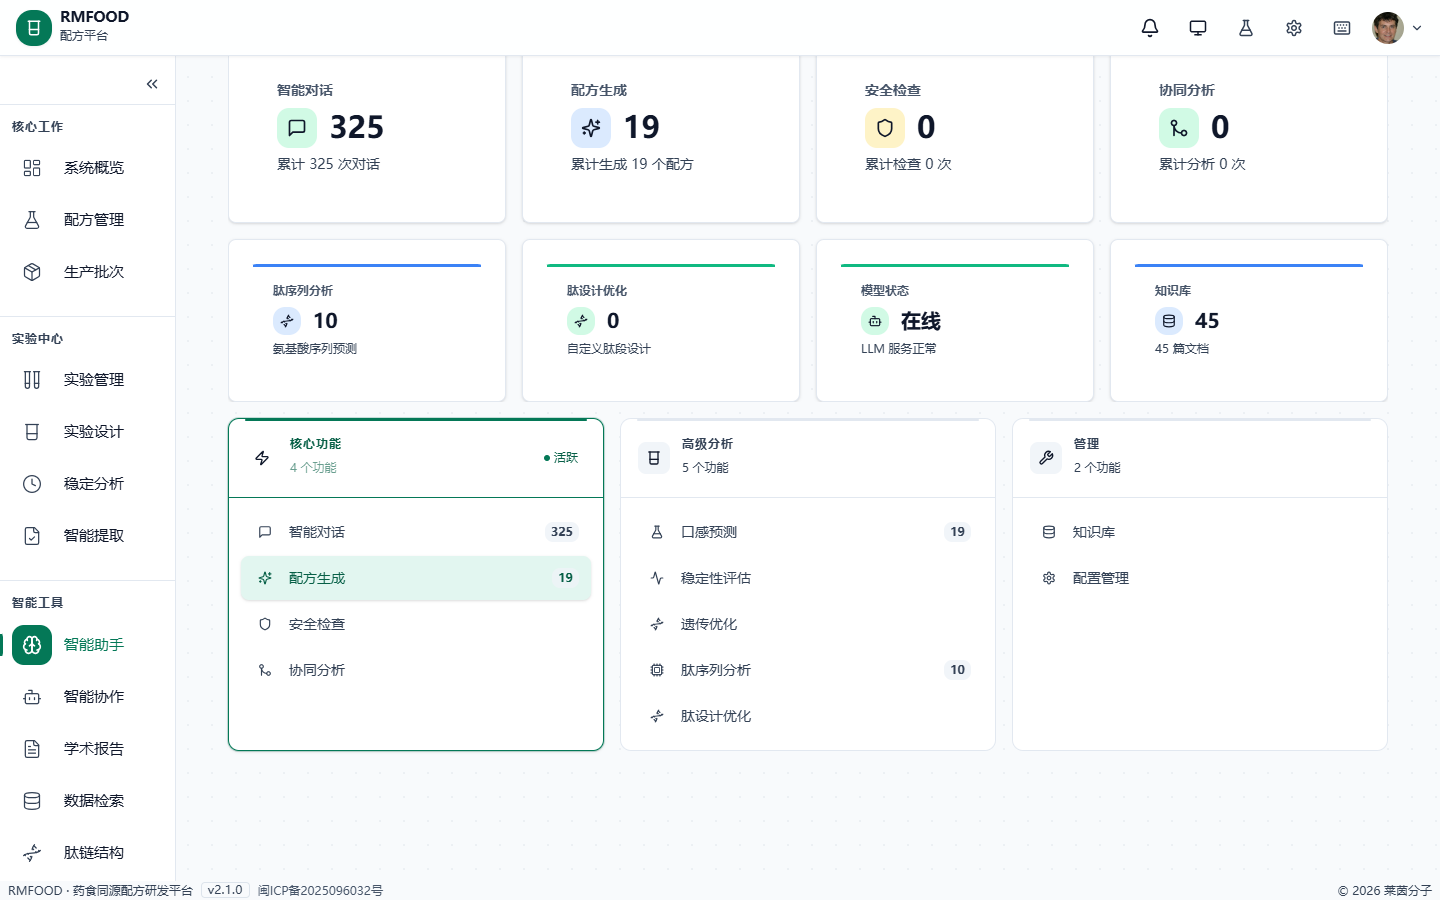 RMFOOD
配方平台
核心工作
系统概览
配方管理
生产批次
实验中心
实验管理
实验设计
稳定分析
智能提取
智能工具
智能助手
智能协作
学术报告
数据检索
肽链结构
智能对话
325
累计 325 次对话
配方生成
19
累计生成 19 个配方
安全检查
0
累计检查 0 次
协同分析
0
累计分析 0 次
肽序列分析
10
氨基酸序列预测
肽设计优化
0
自定义肽段设计
模型状态
在线
LLM 服务正常
知识库
45
45 篇文档
核心功能
4 个功能
活跃
智能对话 325
配方生成 19
安全检查
协同分析
高级分析
5 个功能
口感预测 19
稳定性评估
遗传优化
肽序列分析 10
肽设计优化
管理
2 个功能
知识库
配置管理
RMFOOD · 药食同源配方研发平台 v2.1.0 闽ICP备2025096032号
© 2026 莱茵分子